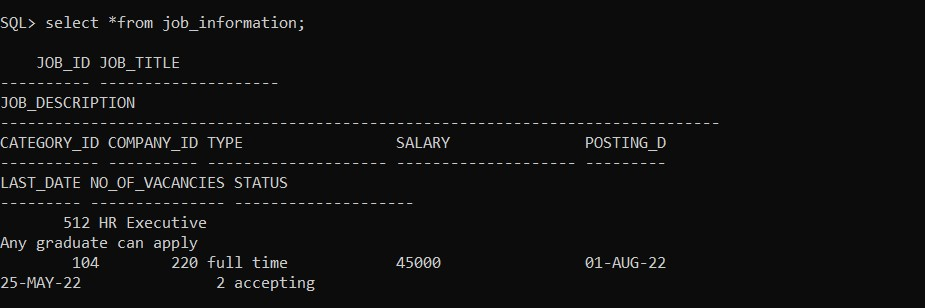 SQL> select *from job_information;
    JOB_ID JOB_TITLE
---------- --------------------
JOB_DESCRIPTION
--------------------------------------------------------------------------------
CATEGORY_ID COMPANY_ID TYPE                 SALARY               POSTING_D
----------- ---------- -------------------- -------------------- ---------
LAST_DATE NO_OF_VACANCIES STATUS
--------- --------------- --------------------
       512 HR Executive
Any graduate can apply
        104        220 full time            45000                01-AUG-22
25-MAY-22               2 accepting